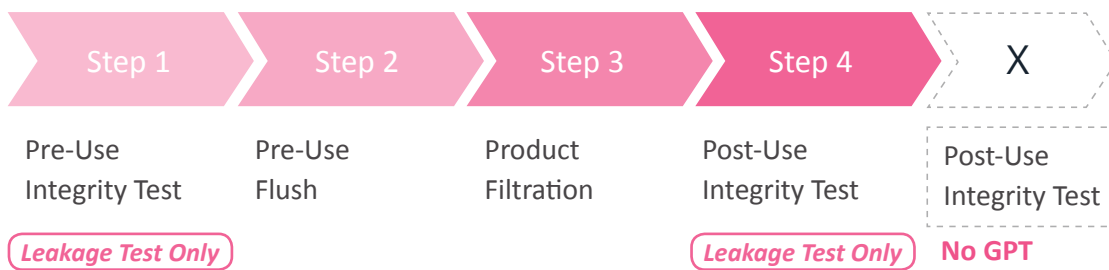 Step 1
Step 2
Step 3
Step 4
X
Pre-Use
Integrity Test
Pre-Use
Flush
Product
Filtration
Post-Use
Integrity Test
Post-Use
Integrity Test
Leakage Test Only
Leakage Test Only
No GPT